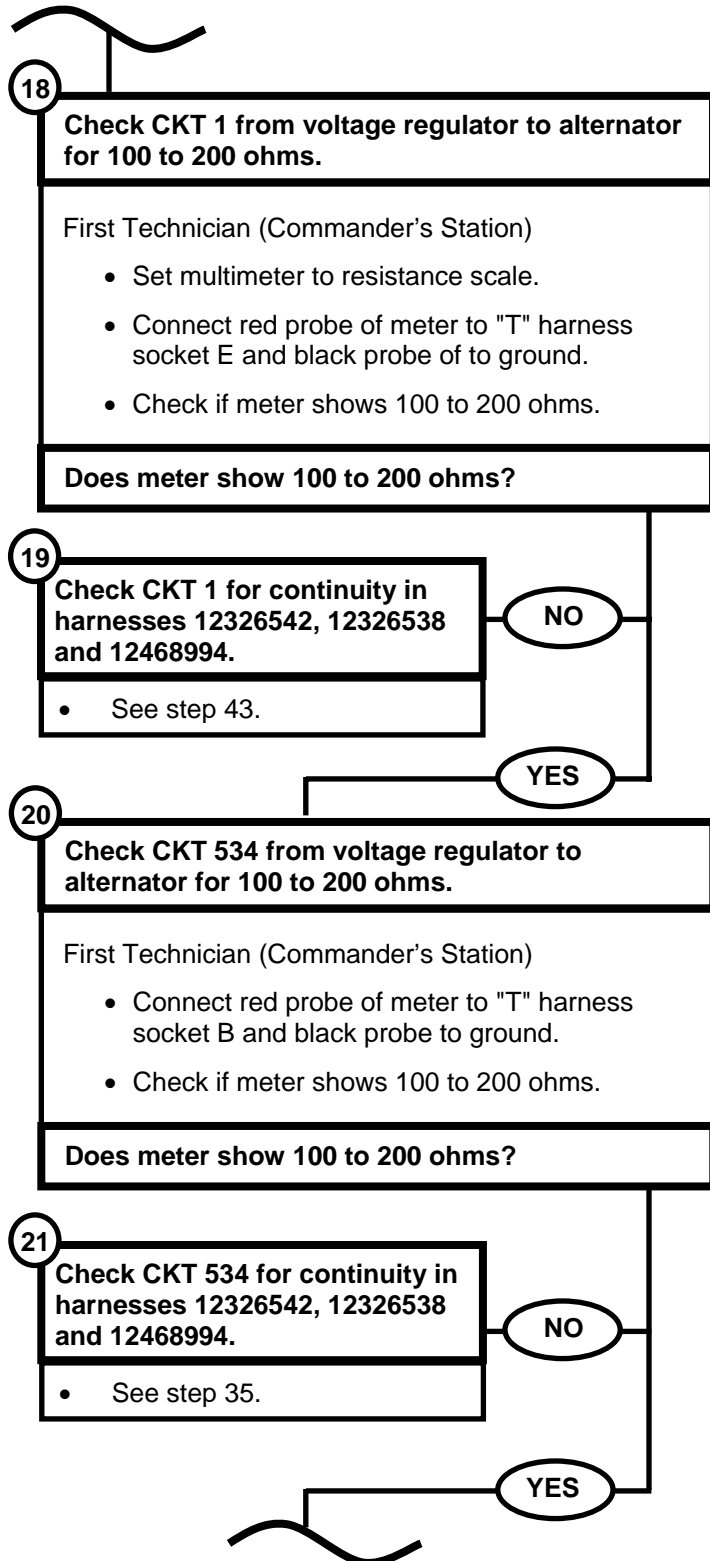 18
Check CKT 1 from voltage regulator to alternator
for 100 to 200 ohms.
First Technician (Commander’s Station)
• Set multimeter to resistance scale.
• Connect red probe of meter to "T" harness
socket E and black probe of to ground.
• Check if meter shows 100 to 200 ohms.
Does meter show 100 to 200 ohms?
19
Check CKT 1 for continuity in
harnesses 12326542, 12326538
and 12468994.
• See step 43.
NO
YES
20
Check CKT 534 from voltage regulator to
alternator for 100 to 200 ohms.
First Technician (Commander’s Station)
• Connect red probe of meter to "T" harness
socket B and black probe to ground.
• Check if meter shows 100 to 200 ohms.
Does meter show 100 to 200 ohms?
21
Check CKT 534 for continuity in
harnesses 12326542, 12326538
and 12468994.
• See step 35.
NO
YES